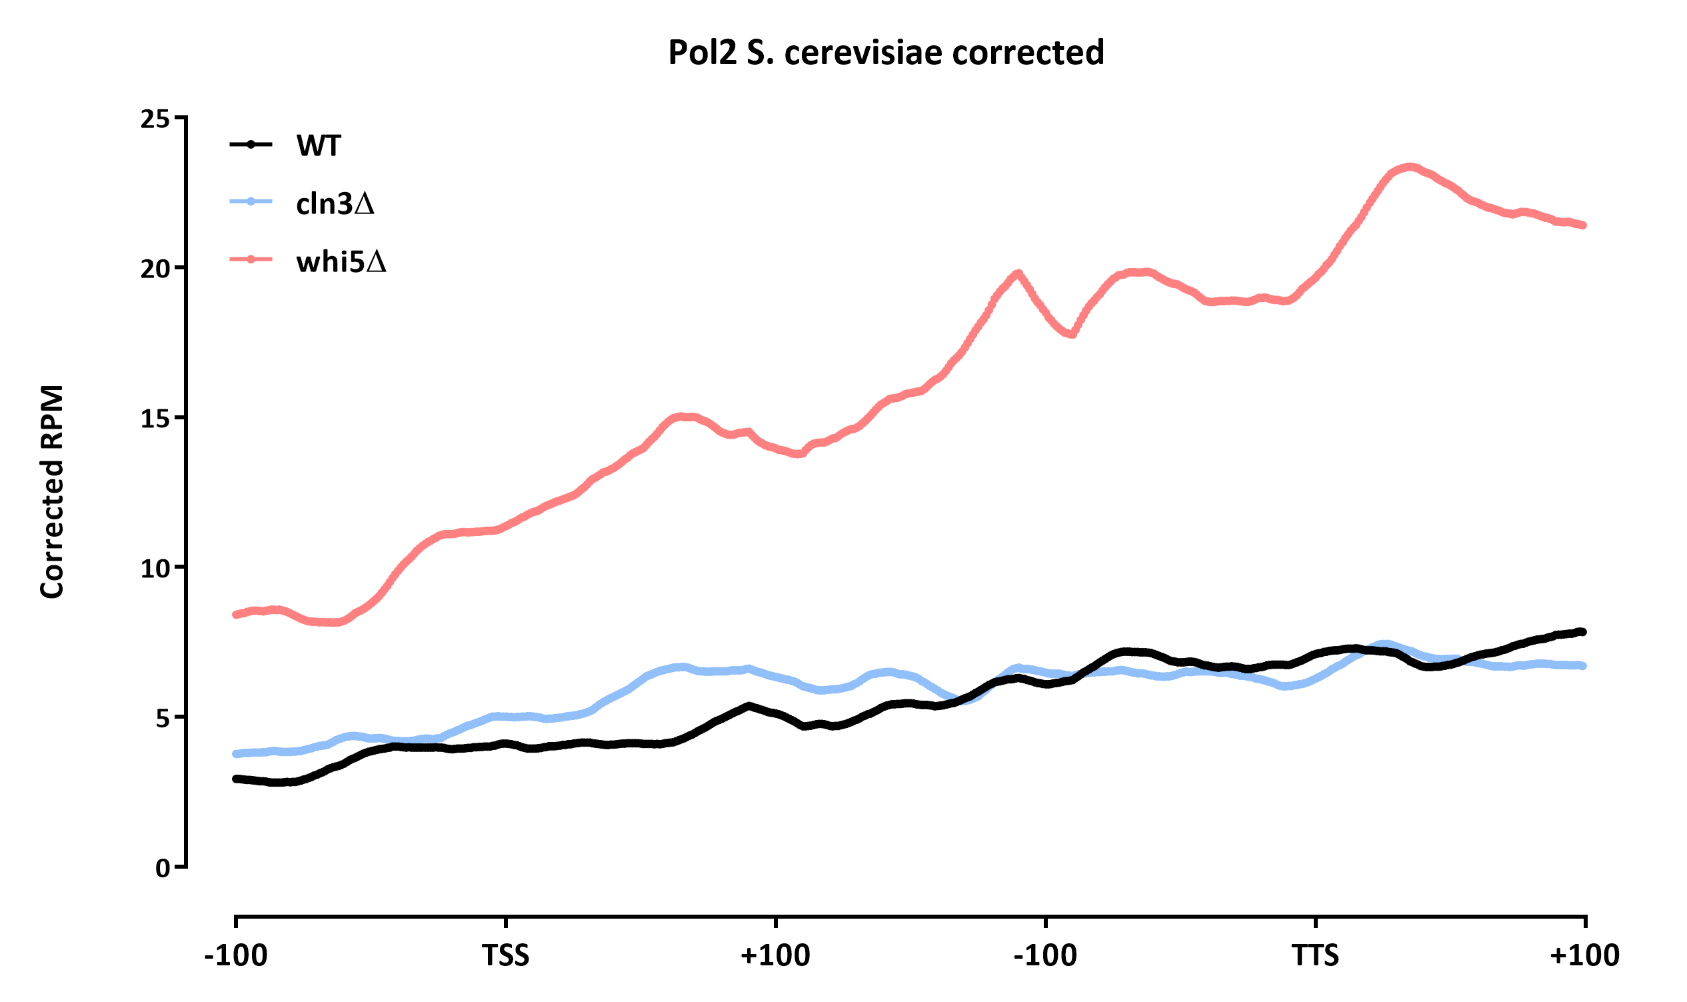 Pol2 S. cerevisiae corrected
25
WT
cln3Δ
20
whi5Δ
15
Corrected RPM
10
5
0
-100 TSS +100 -100 TTS +100